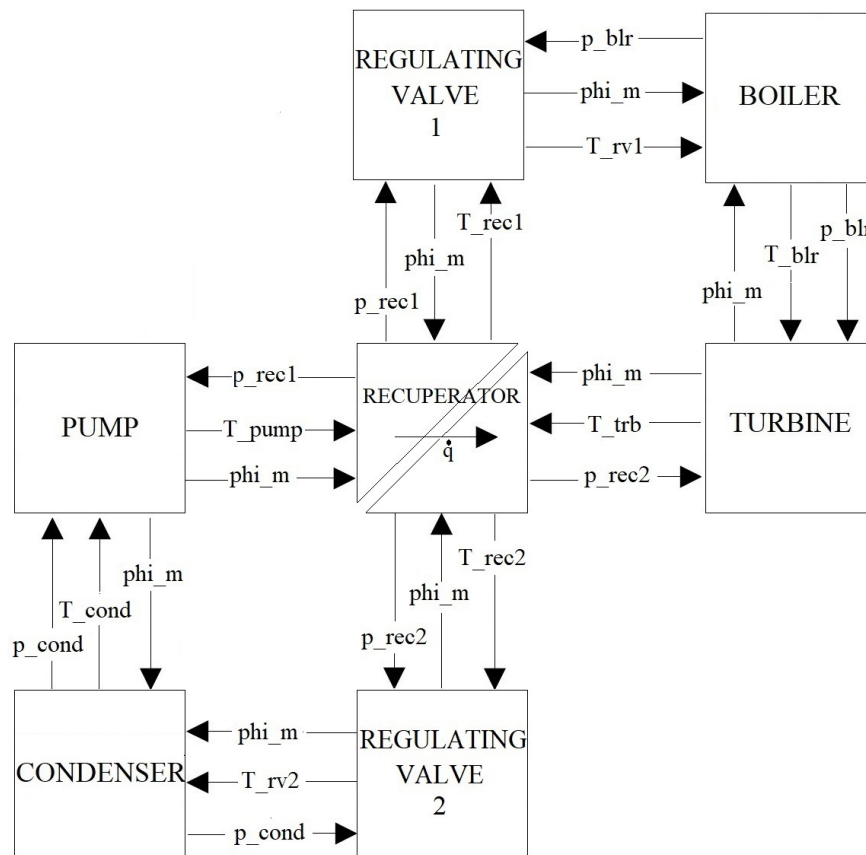 p_blr
REGULATING
VALVE
1
phi_m
BOILER
T_rv1
T_rec1
phi_m
p_rec1
p_blr
T_blr
phi_m
p_rec1
PUMP
T_pump
phi_m
RECUPERATOR
q̇
phi_m
T_trb
TURBINE
p_rec2
phi_m
T_cond
p_cond
T_rec2
phi_m
p_rec2
phi_m
CONDENSER
T_rv2
p_cond
REGULATING
VALVE
2